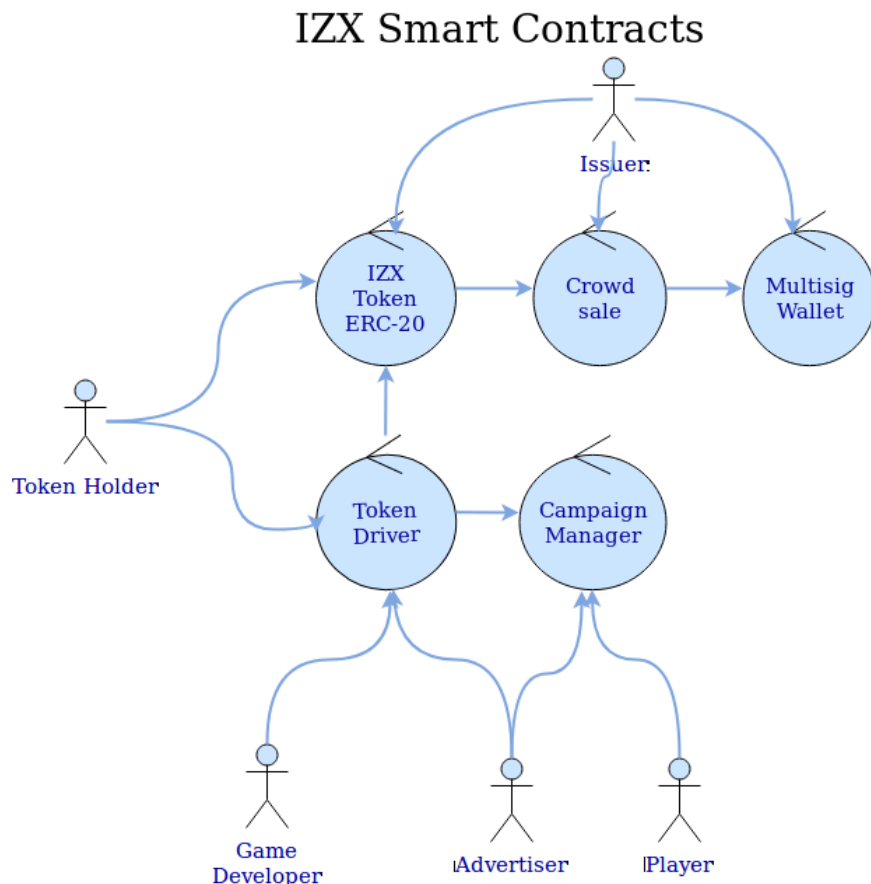 IZX Smart Contracts
Issuer
IZX
Token
ERC-20
Crowd
sale
Multisig
Wallet
Token Holder
Token
Driver
Campaign
Manager
Game
Developer
Advertiser
Player